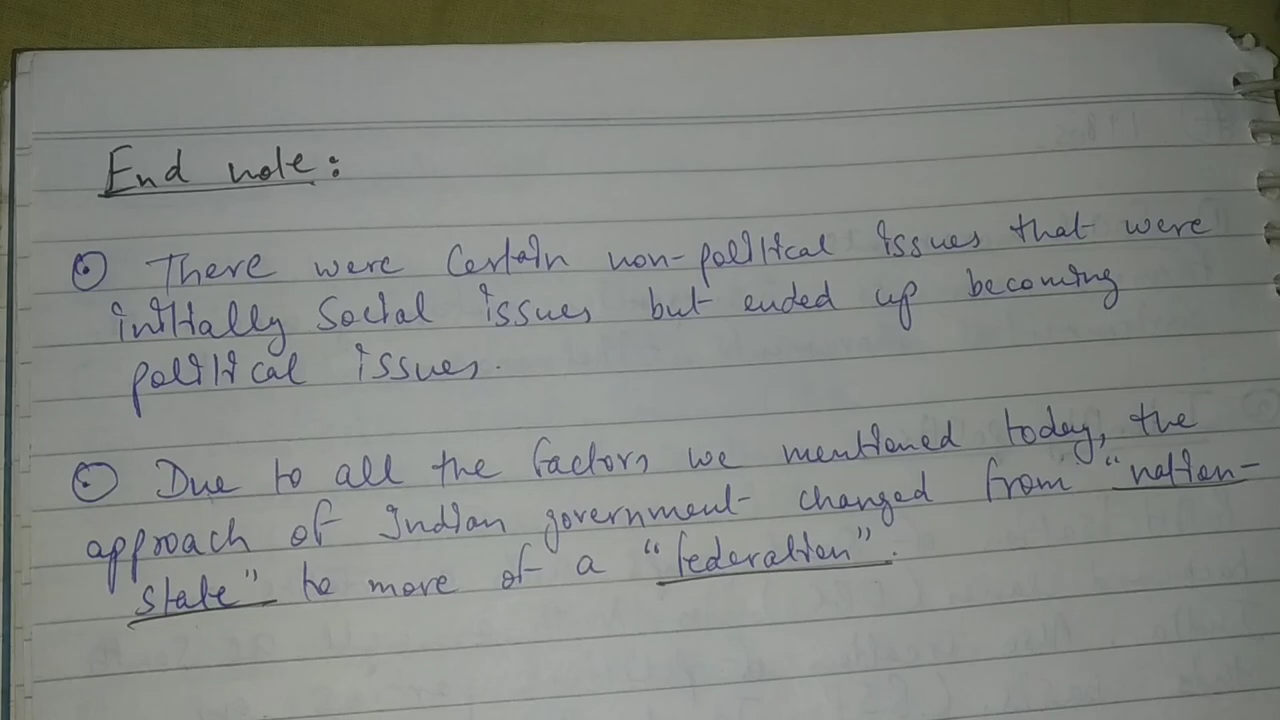 End note:
⊙ There were certain non-political issues that were
initially social issues but ended up becoming
political issues.
⊙ Due to all the factors we mentioned today, the
approach of Indian government changed from "nation-
state" to more of a "federation".